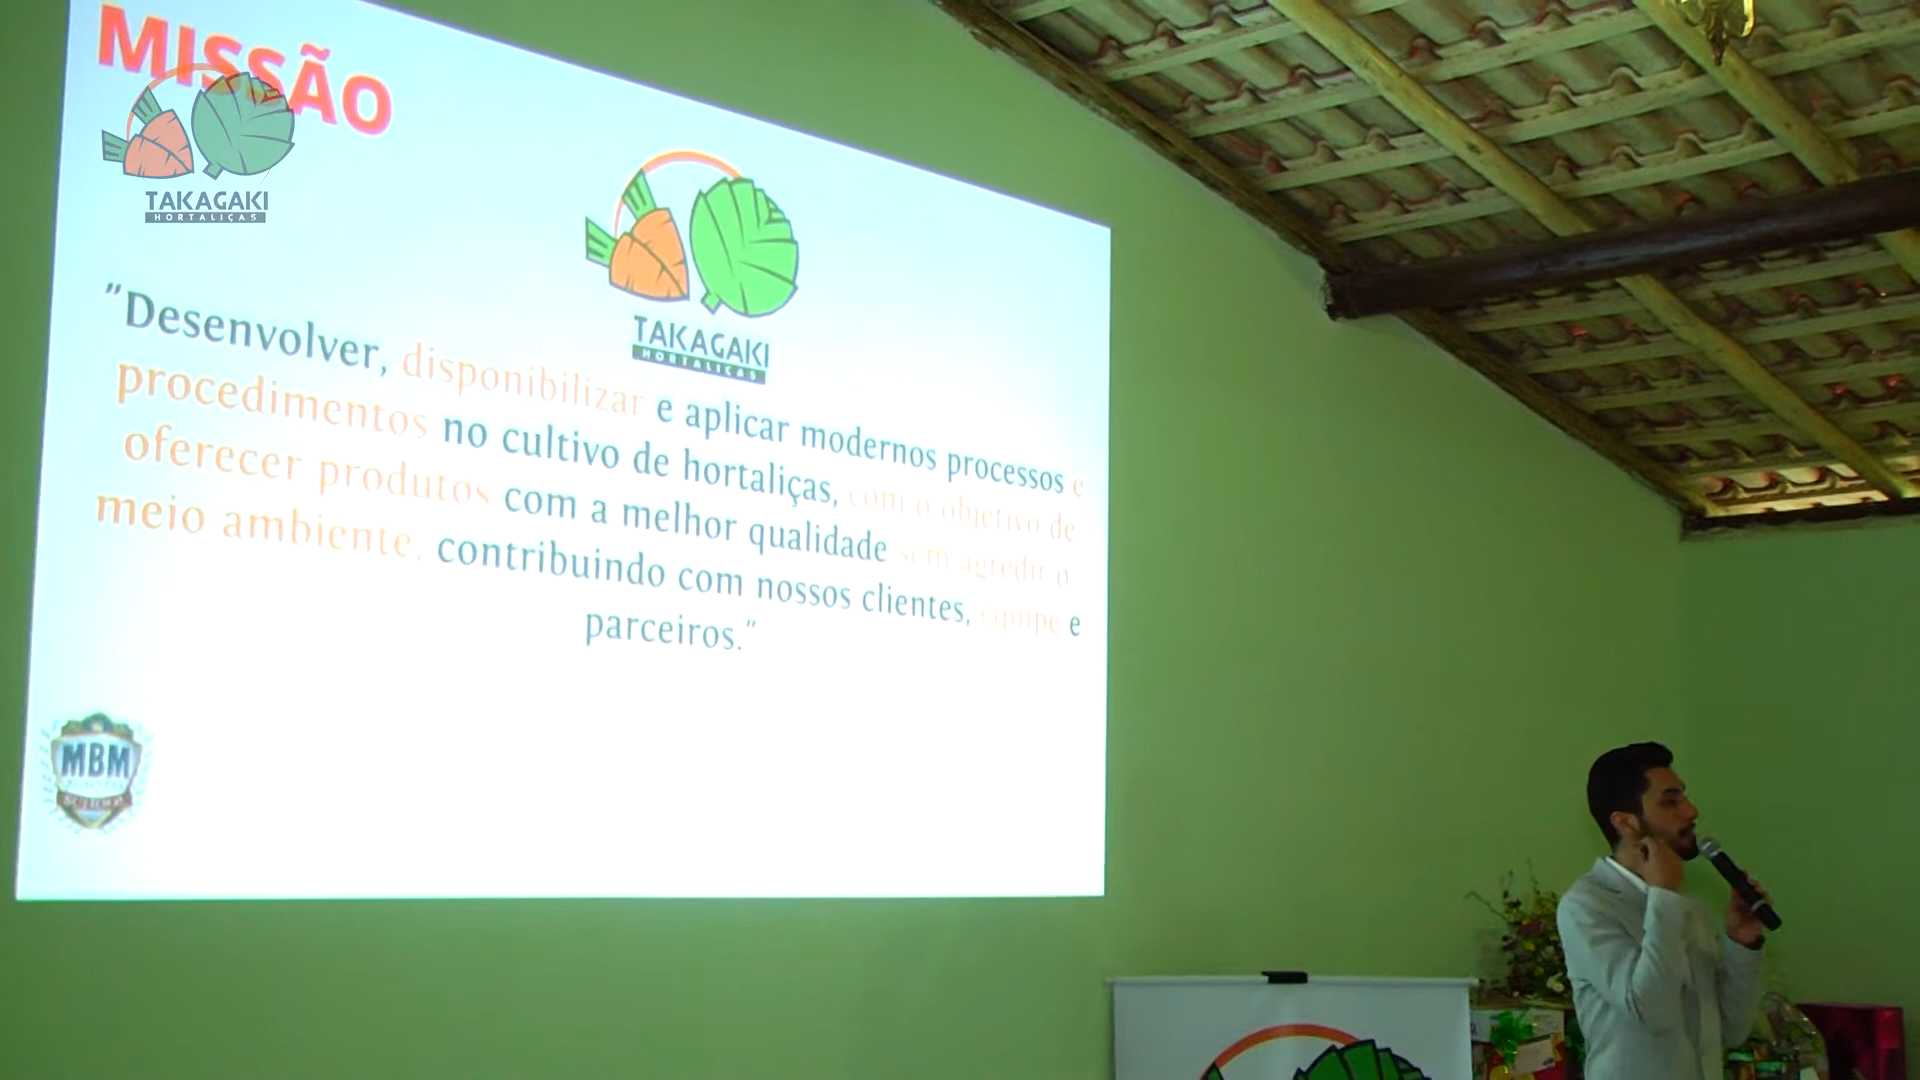 MISSÃO
TAKAGAKI
HORTALIÇAS
TAKAGAKI
HORTALIÇAS
"Desenvolver, disponibilizar e aplicar modernos processos e
procedimentos no cultivo de hortaliças, com o objetivo de
oferecer produtos com a melhor qualidade sem agredir o
meio ambiente, contribuindo com nossos clientes, equipe e
parceiros."
MBM